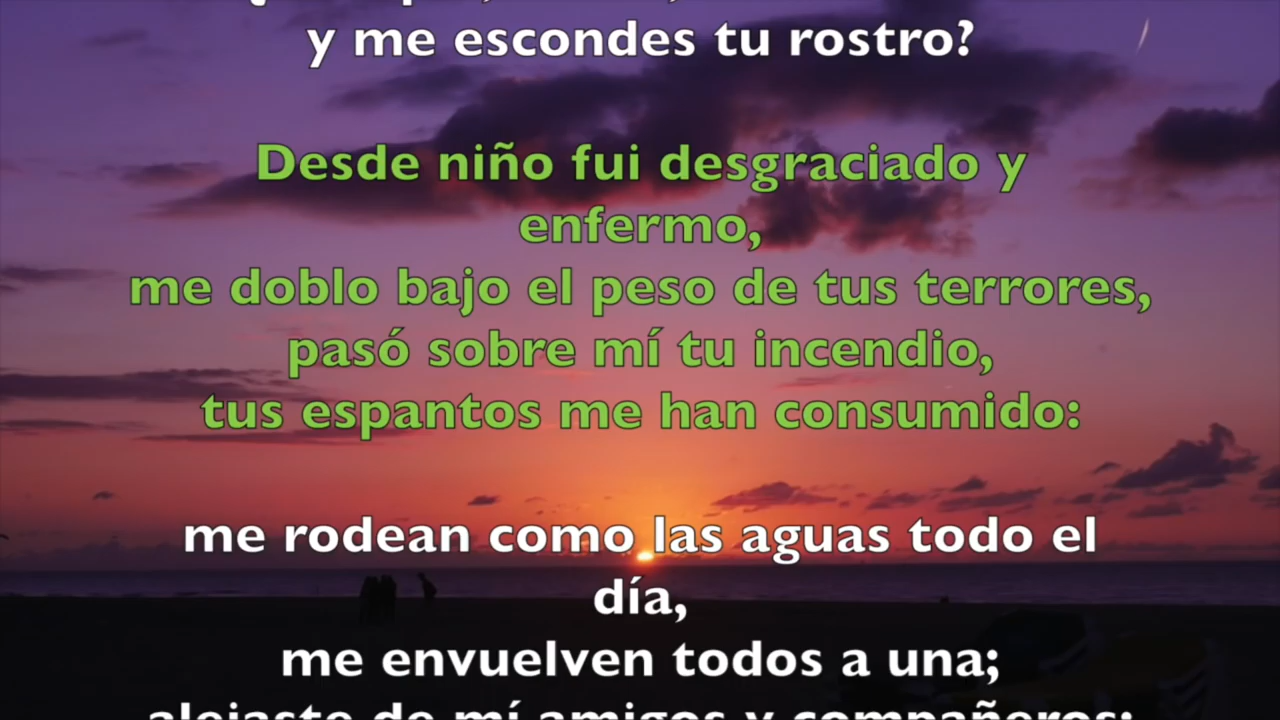 y me escondes tu rostro?
Desde niño fui desgraciado y
enfermo,
me doblo bajo el peso de tus terrores,
pasó sobre mí tu incendio,
tus espantos me han consumido:
me rodean como las aguas todo el
día,
me envuelven todos a una;
alejaste de mí amigos y compañeros: